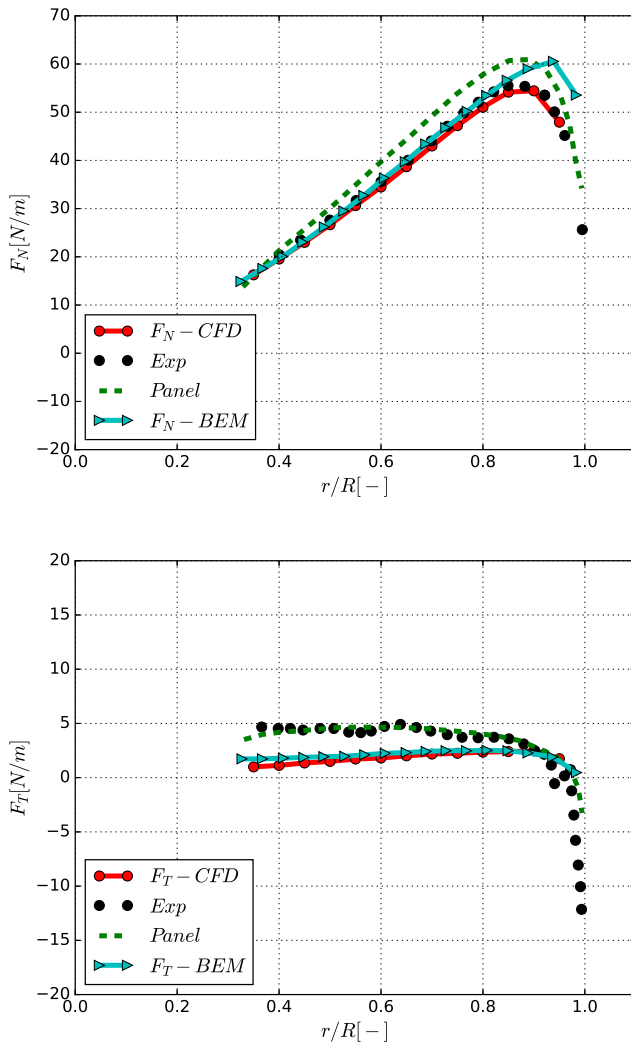 70
60
50
40
30
20
10
0
−10
−20
F_N[N/m]
F_N − CFD
Exp
Panel
F_N − BEM
0.0 0.2 0.4 0.6 0.8 1.0
r/R[−]
20
15
10
5
0
−5
−10
−15
−20
F_T[N/m]
F_T − CFD
Exp
Panel
F_T − BEM
0.0 0.2 0.4 0.6 0.8 1.0
r/R[−]